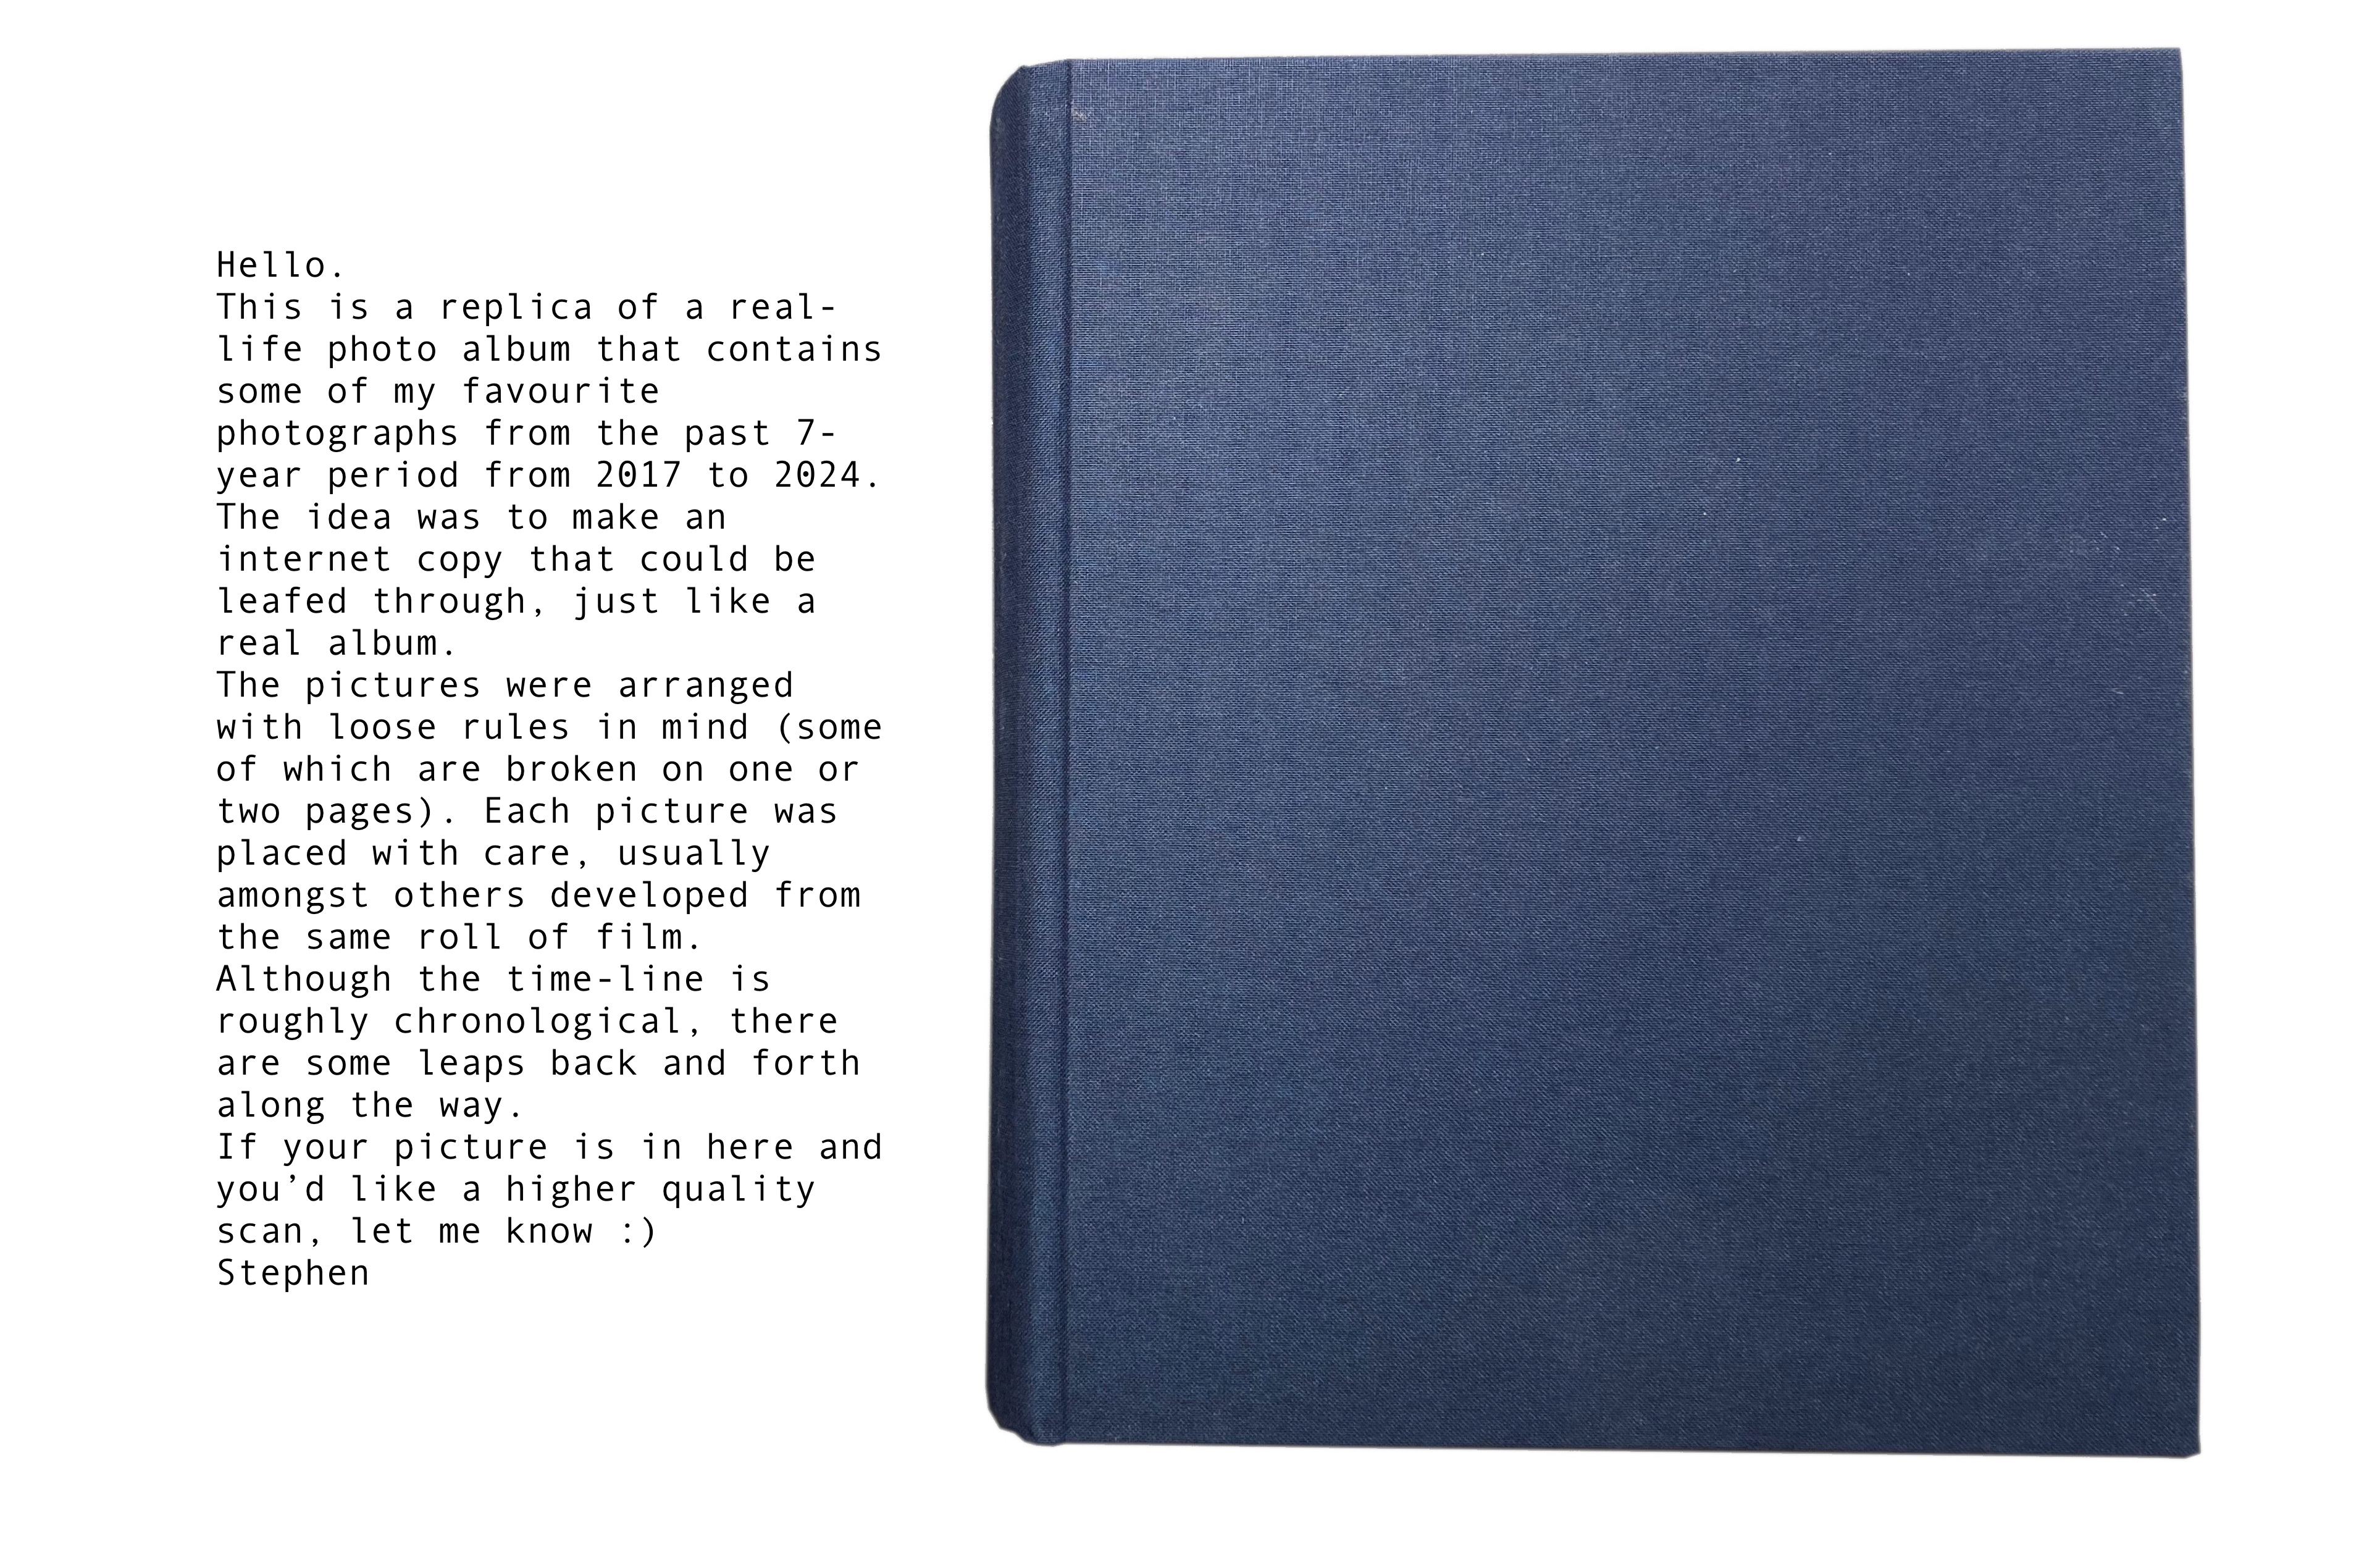 Hello.
This is a replica of a real-
life photo album that contains
some of my favourite
photographs from the past 7-
year period from 2017 to 2024.
The idea was to make an
internet copy that could be
leafed through, just like a
real album.
The pictures were arranged
with loose rules in mind (some
of which are broken on one or
two pages). Each picture was
placed with care, usually
amongst others developed from
the same roll of film.
Although the time-line is
roughly chronological, there
are some leaps back and forth
along the way.
If your picture is in here and
you’d like a higher quality
scan, let me know :)
Stephen